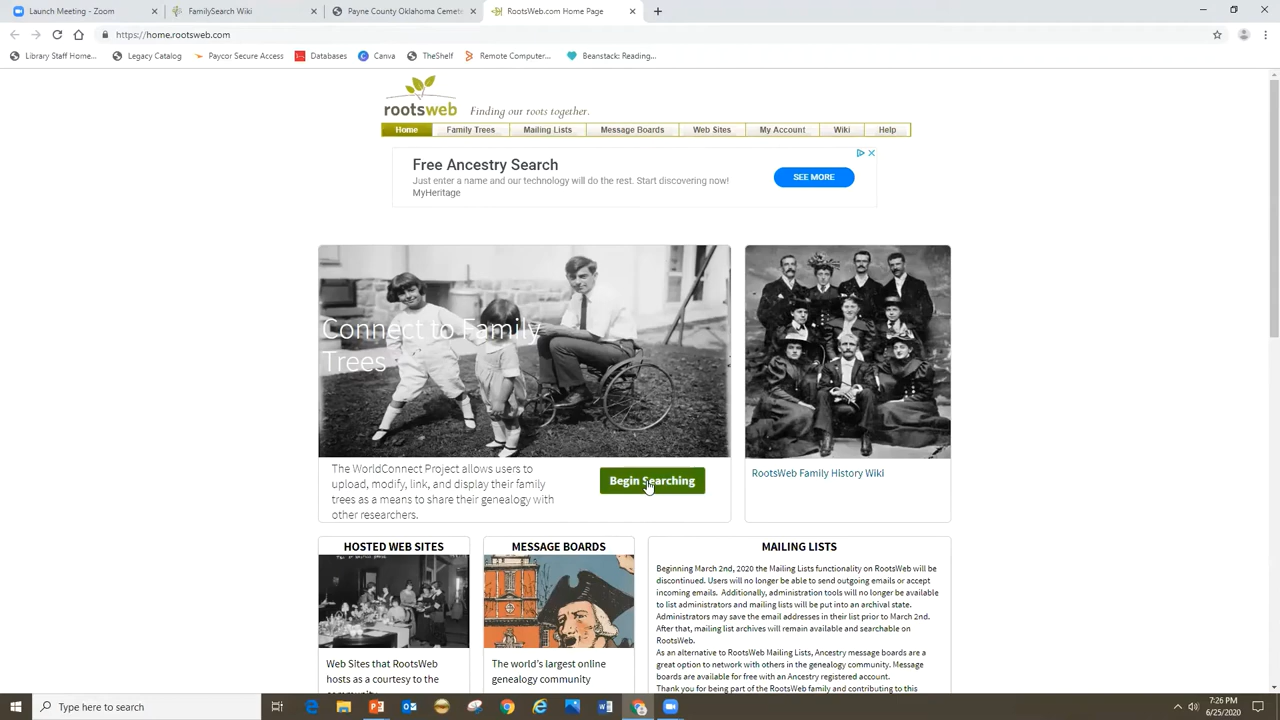 Launch Meeting - Zoom
FamilySearch Wiki
Payne County Oklahoma Cemet
RootsWeb.com Home Page
https://home.rootsweb.com
Library Staff Home...
Legacy Catalog
Paycor Secure Access
Databases
Canva
TheShelf
Remote Computer...
Beanstack: Reading...
rootsweb
Finding our roots together.
Home
Family Trees
Mailing Lists
Message Boards
Web Sites
My Account
Wiki
Help
Free Ancestry Search
Just enter a name and our technology will do the rest. Start discovering now!
MyHeritage
SEE MORE
Connect to Family
Trees
The WorldConnect Project allows users to
upload, modify, link, and display their family
trees as a means to share their genealogy with
other researchers.
Begin Searching
RootsWeb Family History Wiki
HOSTED WEB SITES
Web Sites that RootsWeb
hosts as a courtesy to the
MESSAGE BOARDS
The world's largest online
genealogy community
MAILING LISTS
Beginning March 2nd, 2020 the Mailing Lists functionality on RootsWeb will be
discontinued. Users will no longer be able to send outgoing emails or accept
incoming emails. Additionally, administration tools will no longer be available
to list administrators and mailing lists will be put into an archival state.
Administrators may save the email addresses in their list prior to March 2nd.
After that, mailing list archives will remain available and searchable on
RootsWeb.
As an alternative to RootsWeb Mailing Lists, Ancestry message boards are a
great option to network with others in the genealogy community. Message
boards are available for free with an Ancestry registered account.
Thank you for being part of the RootsWeb family and contributing to this
Type here to search
7:26 PM
6/25/2020